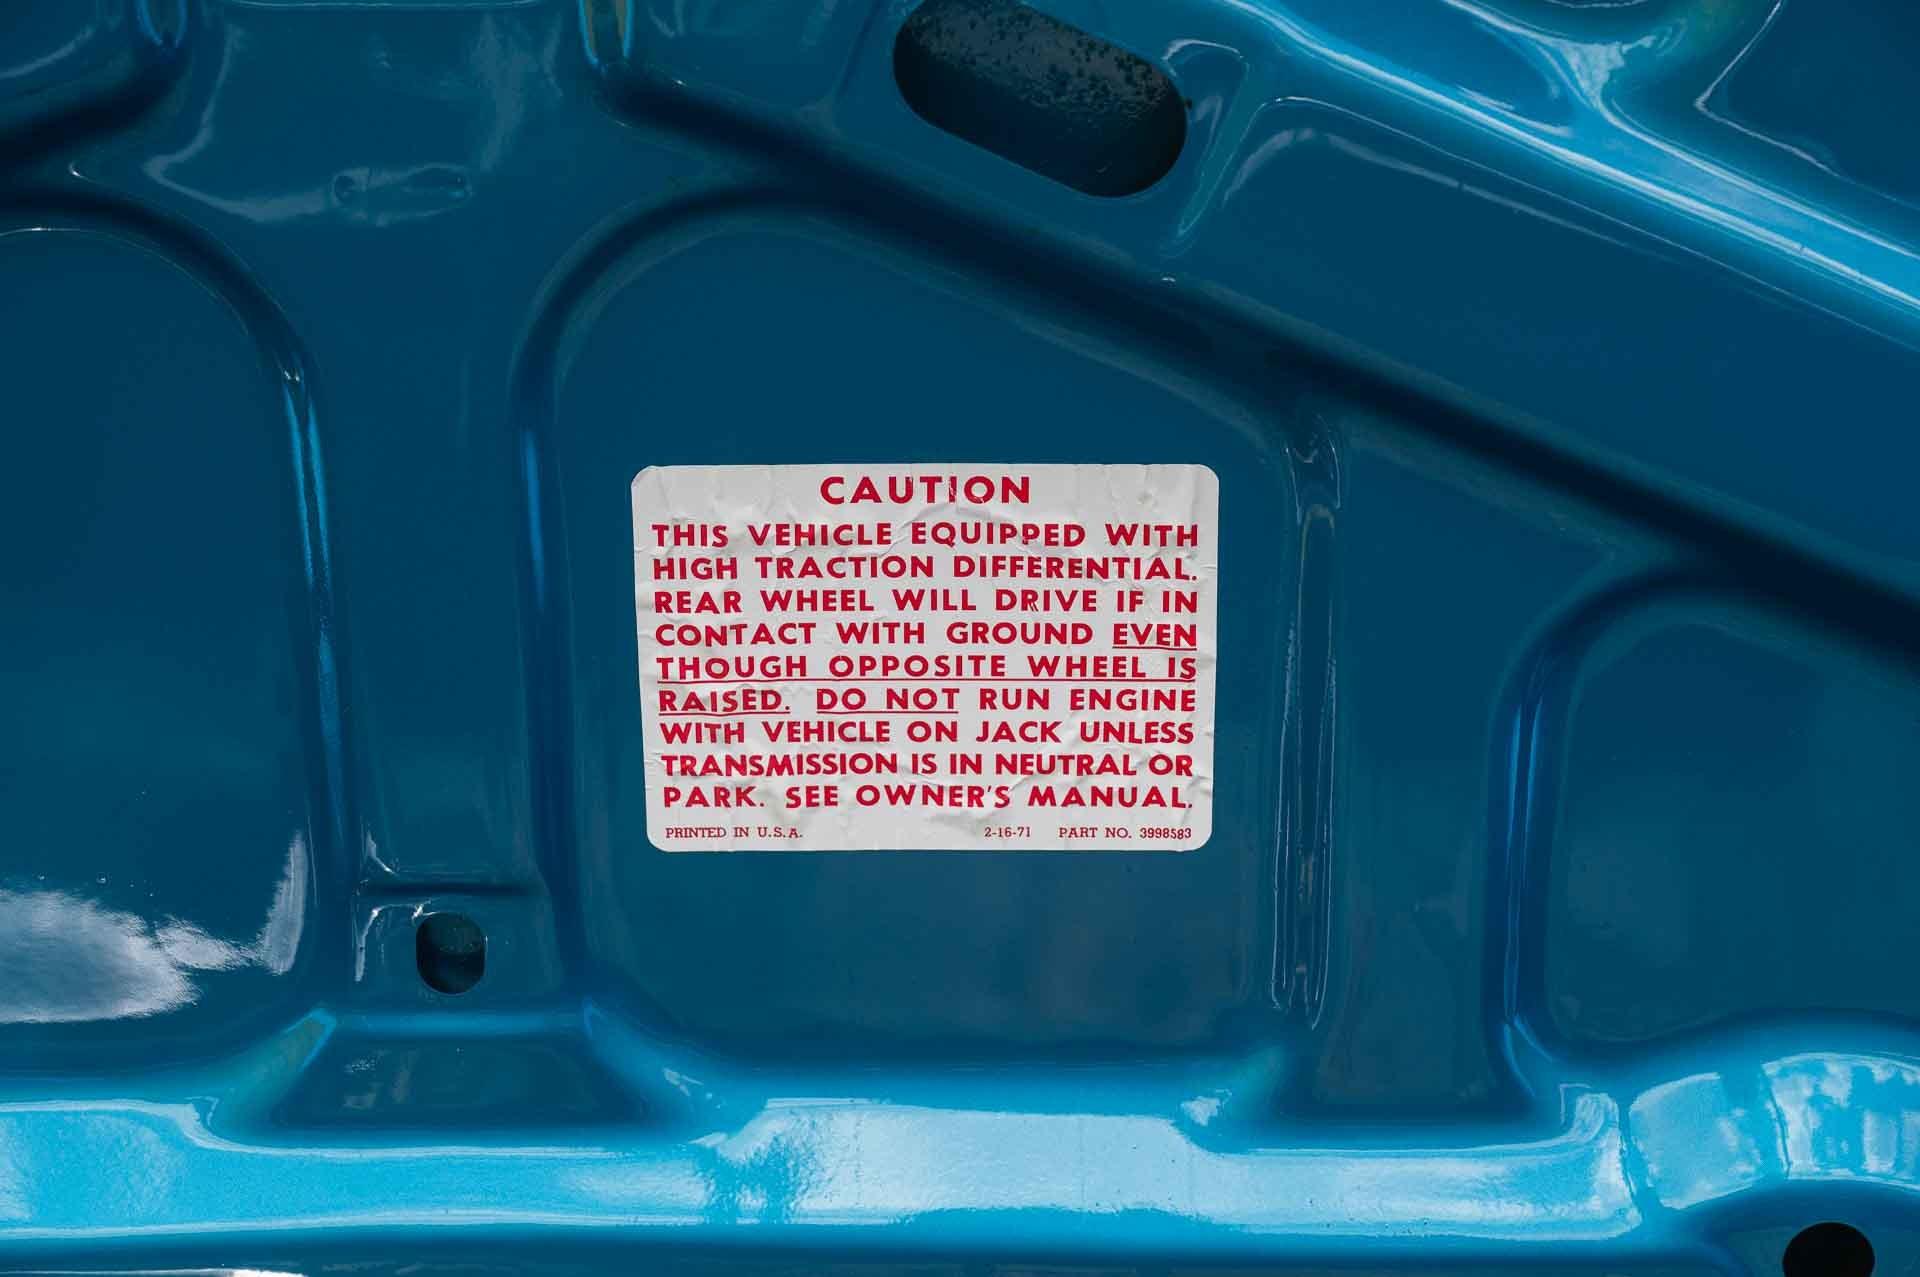 CAUTION
THIS VEHICLE EQUIPPED WITH
HIGH TRACTION DIFFERENTIAL.
REAR WHEEL WILL DRIVE IF IN
CONTACT WITH GROUND EVEN
THOUGH OPPOSITE WHEEL IS
RAISED. DO NOT RUN ENGINE
WITH VEHICLE ON JACK UNLESS
TRANSMISSION IS IN NEUTRAL OR
PARK. SEE OWNER'S MANUAL.
PRINTED IN U.S.A. 2-16-71 PART NO. 3998583